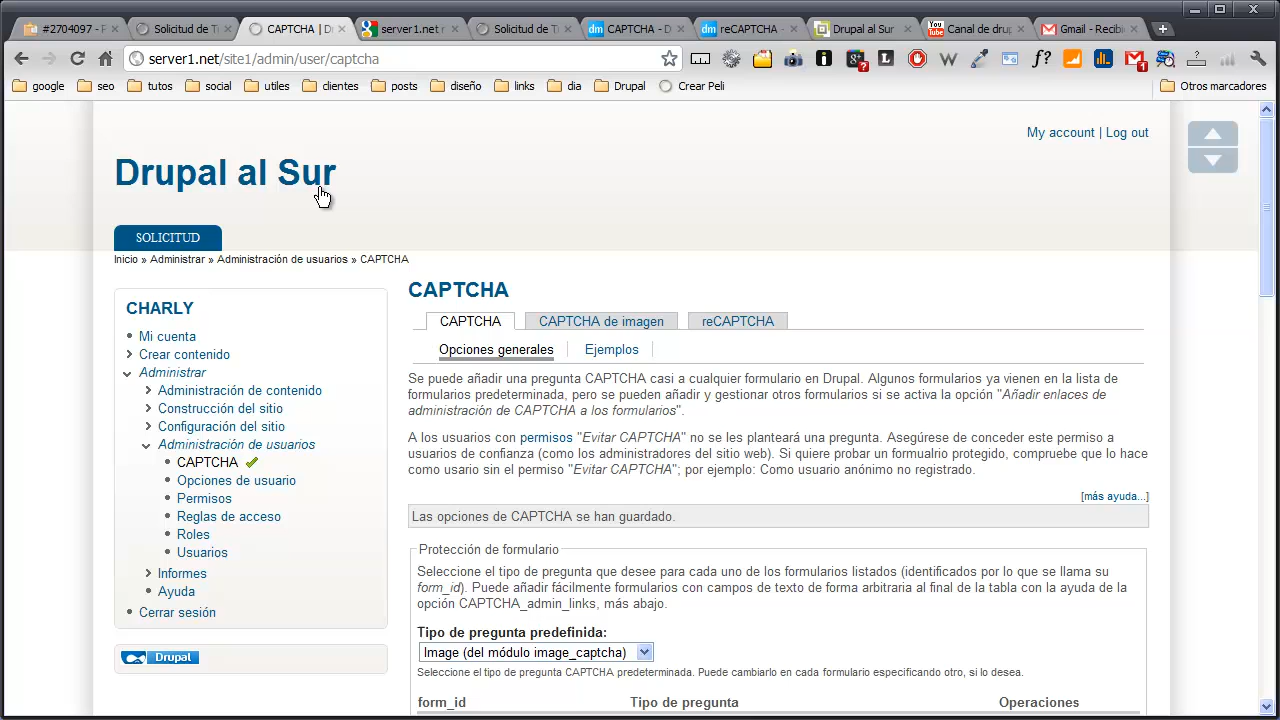 #2704097 - F
Solicitud de Ti
CAPTCHA | Dr
server1.net r
Solicitud de Ti
CAPTCHA - D
reCAPTCHA -
Drupal al Sur
Canal de drup
Gmail - Recibi
server1.net/site1/admin/user/captcha
google
seo
tutos
social
utiles
clientes
posts
diseño
links
dia
Drupal
Crear Peli
Otros marcadores
My account | Log out
Drupal al Sur
SOLICITUD
Inicio » Administrar » Administración de usuarios » CAPTCHA
CHARLY
Mi cuenta
Crear contenido
Administrar
Administración de contenido
Construcción del sitio
Configuración del sitio
Administración de usuarios
CAPTCHA
Opciones de usuario
Permisos
Reglas de acceso
Roles
Usuarios
Informes
Ayuda
Cerrar sesión
Drupal
CAPTCHA
CAPTCHA
CAPTCHA de imagen
reCAPTCHA
Opciones generales
Ejemplos
Se puede añadir una pregunta CAPTCHA casi a cualquier formulario en Drupal. Algunos formularios ya vienen en la lista de
formularios predeterminada, pero se pueden añadir y gestionar otros formularios si se activa la opción "Añadir enlaces de
administración de CAPTCHA a los formularios".
A los usuarios con permisos "Evitar CAPTCHA" no se les planteará una pregunta. Asegúrese de conceder este permiso a
usuarios de confianza (como los administradores del sitio web). Si quiere probar un formualrio protegido, compruebe que lo hace
como usario sin el permiso "Evitar CAPTCHA"; por ejemplo: Como usuario anónimo no registrado.
[más ayuda...]
Las opciones de CAPTCHA se han guardado.
Protección de formulario
Seleccione el tipo de pregunta que desee para cada uno de los formularios listados (identificados por lo que se llama su
form_id). Puede añadir fácilmente formularios con campos de texto de forma arbitraria al final de la tabla con la ayuda de la
opción CAPTCHA_admin_links, más abajo.
Tipo de pregunta predefinida:
Image (del módulo image_captcha)
Seleccione el tipo de pregunta CAPTCHA predeterminada. Puede cambiarlo en cada formulario especificando otro, si lo desea.
form_id
Tipo de pregunta
Operaciones